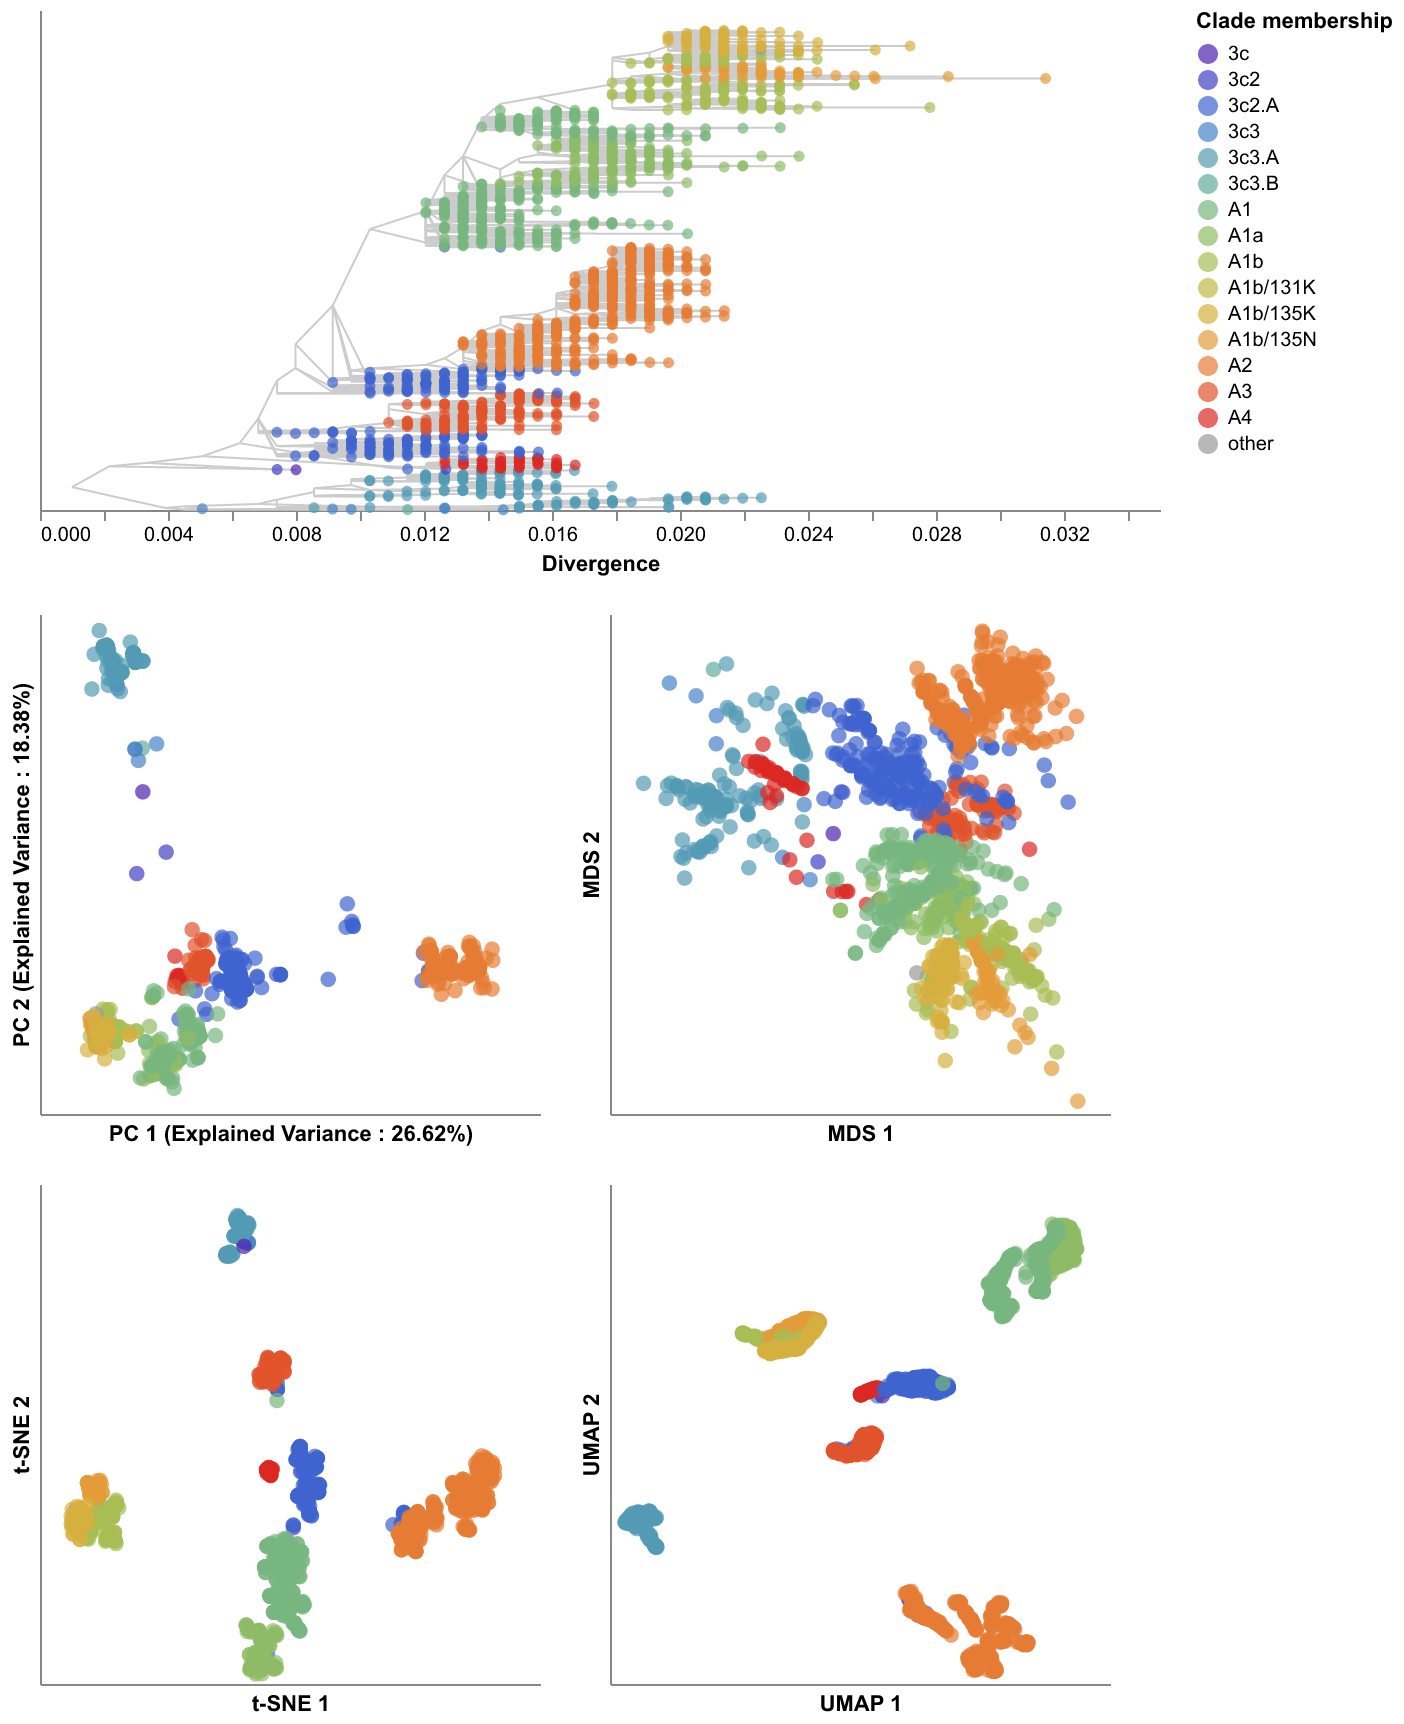 Clade membership
3c
3c2
3c2.A
3c3
3c3.A
3c3.B
A1
A1a
A1b
A1b/131K
A1b/135K
A1b/135N
A2
A3
A4
other
0.000 0.004 0.008 0.012 0.016 0.020 0.024 0.028 0.032
Divergence
PC 2 (Explained Variance : 18.38%)
PC 1 (Explained Variance : 26.62%)
MDS 2
MDS 1
t-SNE 2
t-SNE 1
UMAP 2
UMAP 1